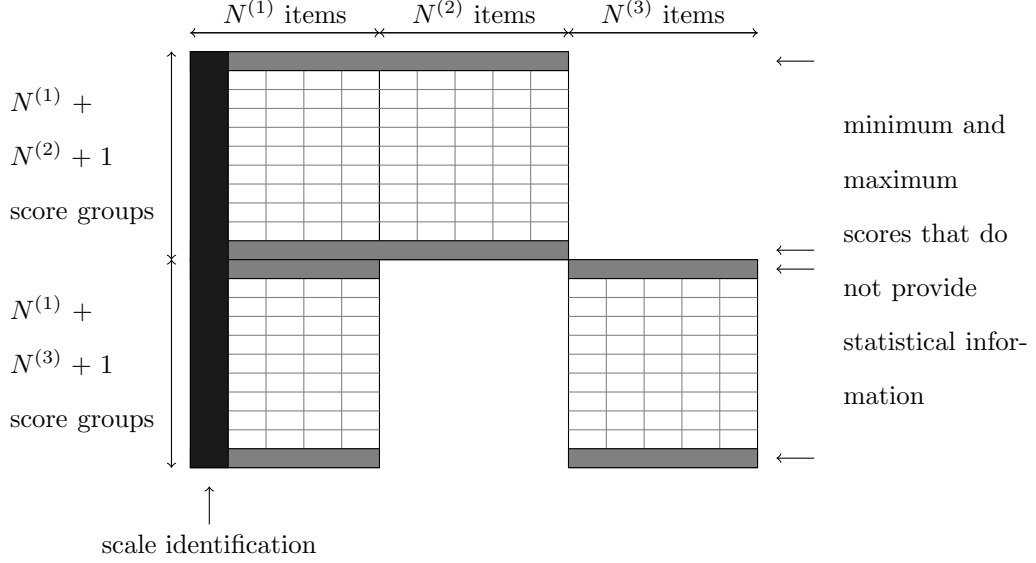 N^{(1)} items N^{(2)} items N^{(3)} items
N^{(1)} +
N^{(2)} + 1
score groups
N^{(1)} +
N^{(3)} + 1
score groups
minimum and
maximum
scores that do
not provide
statistical infor-
mation
scale identification